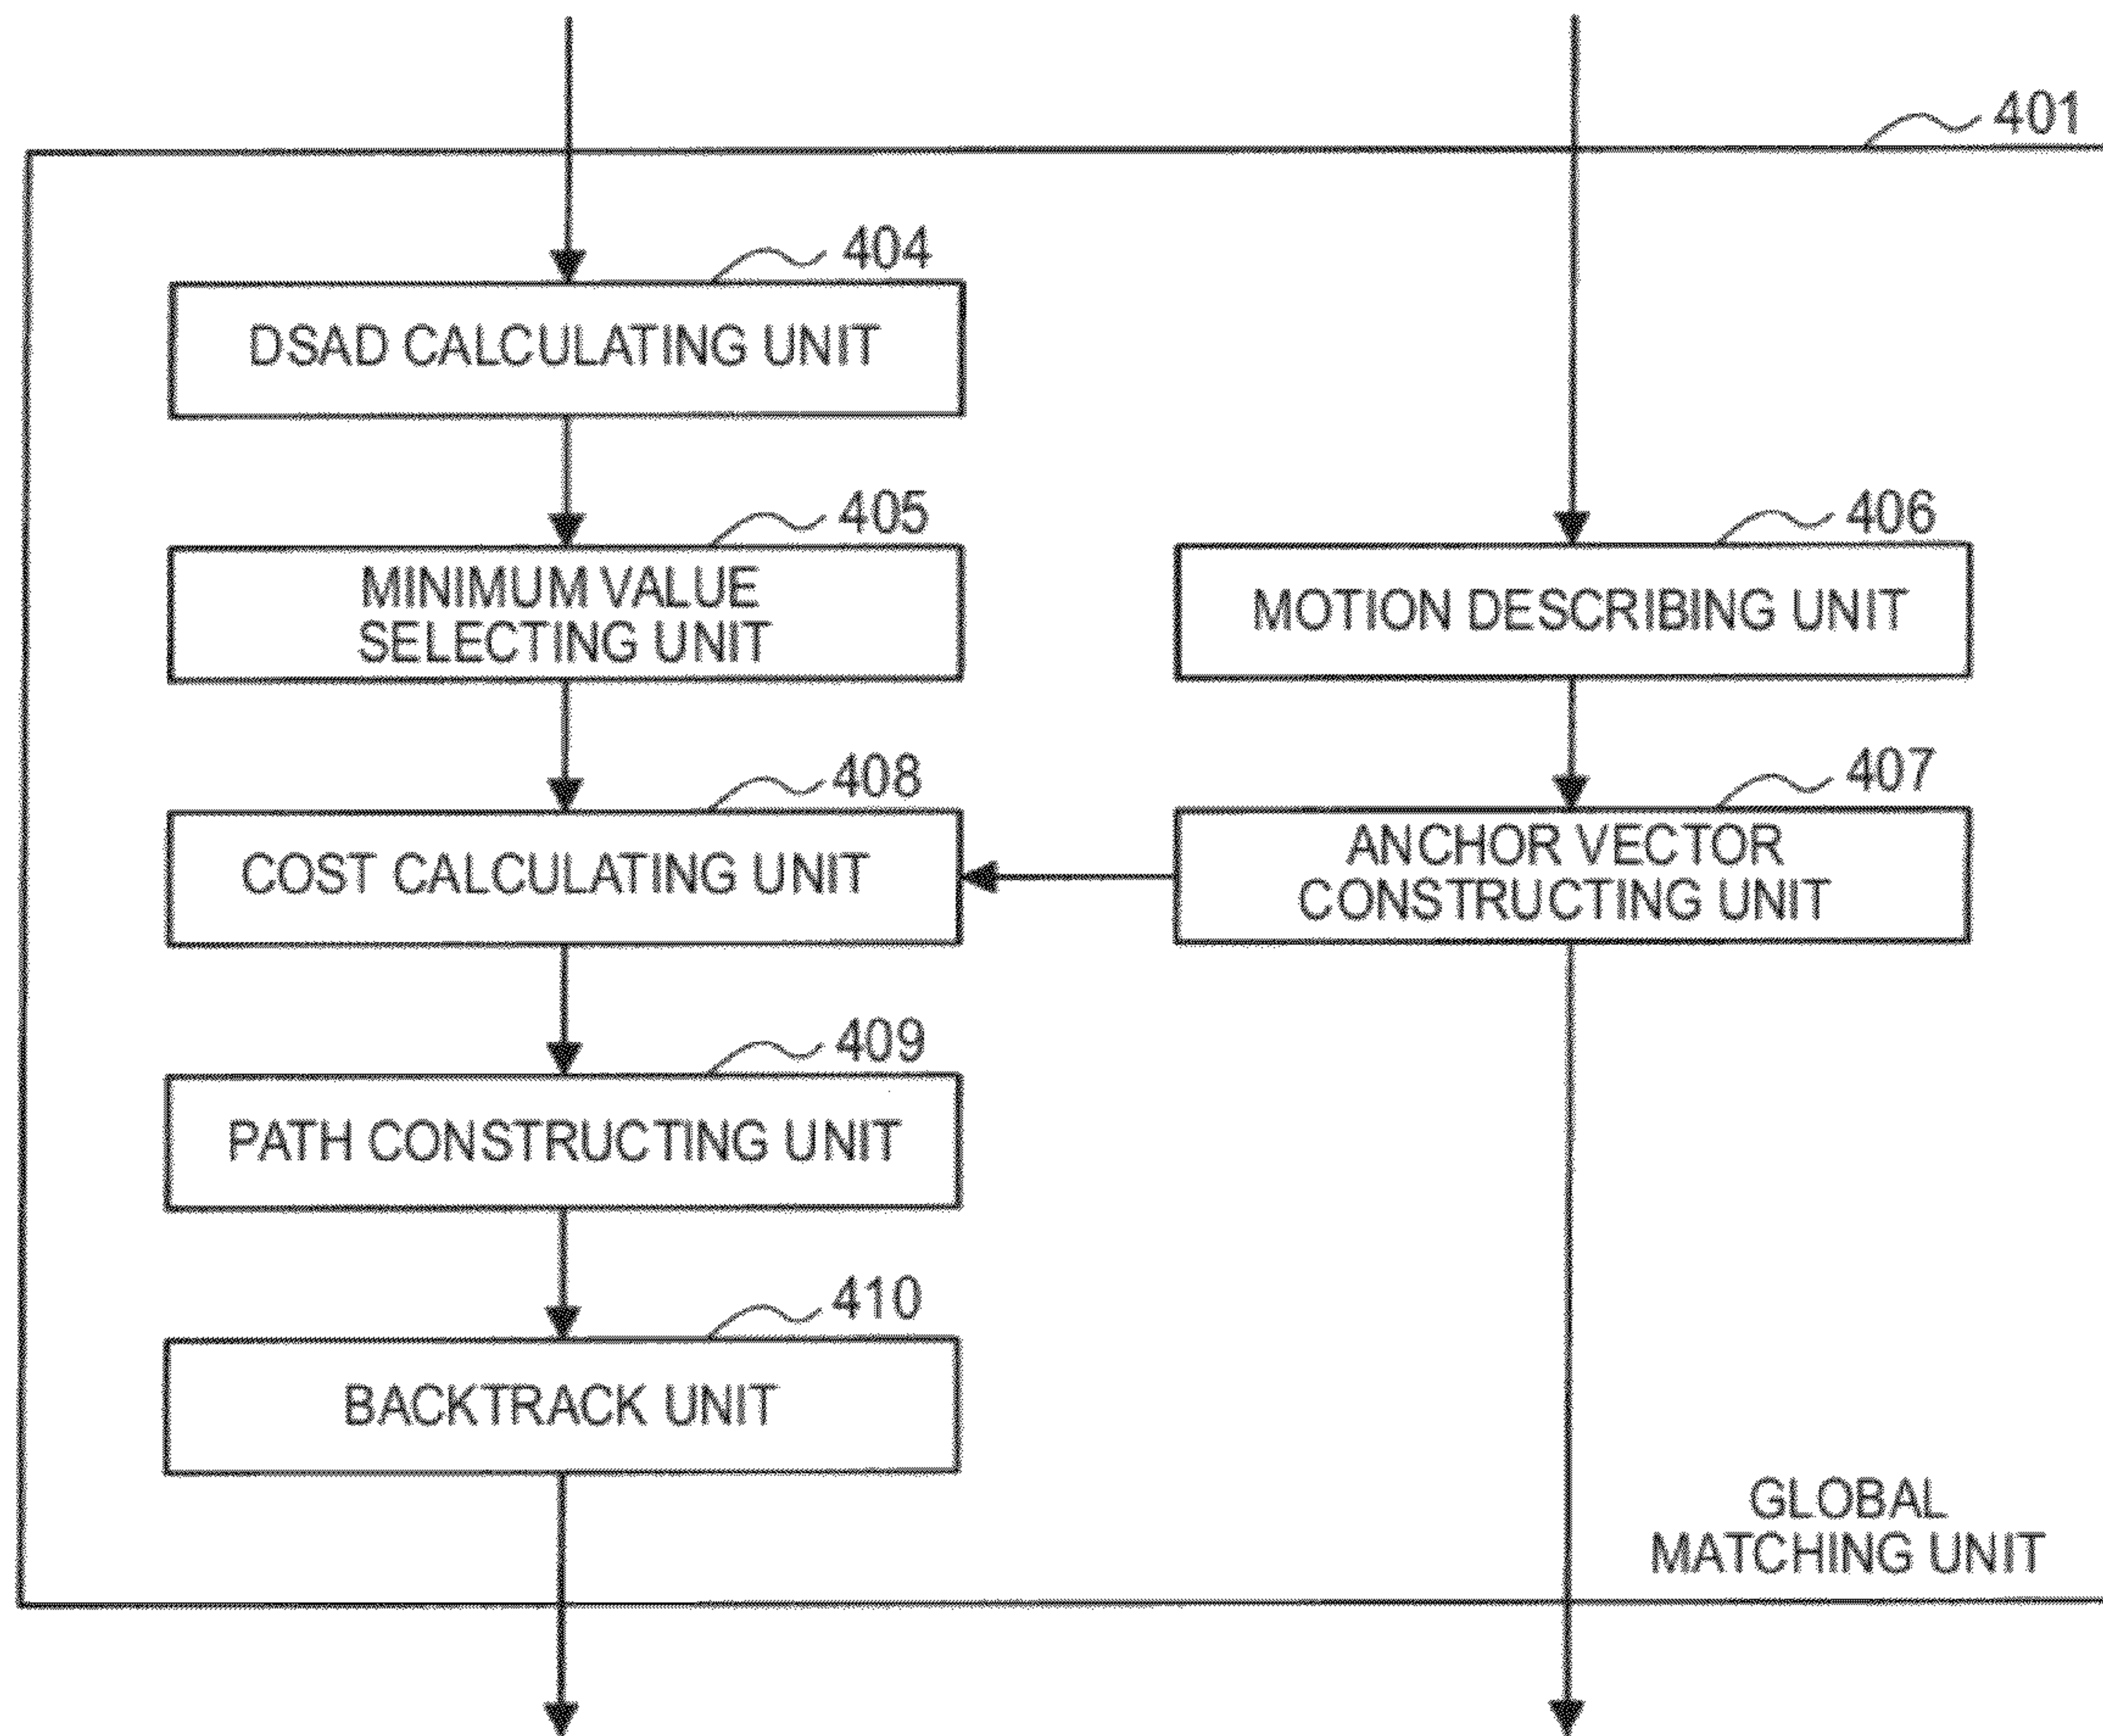 401
404
DSAD CALCULATING UNIT
405
MINIMUM VALUE
SELECTING UNIT
406
MOTION DESCRIBING UNIT
408
COST CALCULATING UNIT
407
ANCHOR VECTOR
CONSTRUCTING UNIT
409
PATH CONSTRUCTING UNIT
410
BACKTRACK UNIT
GLOBAL
MATCHING UNIT